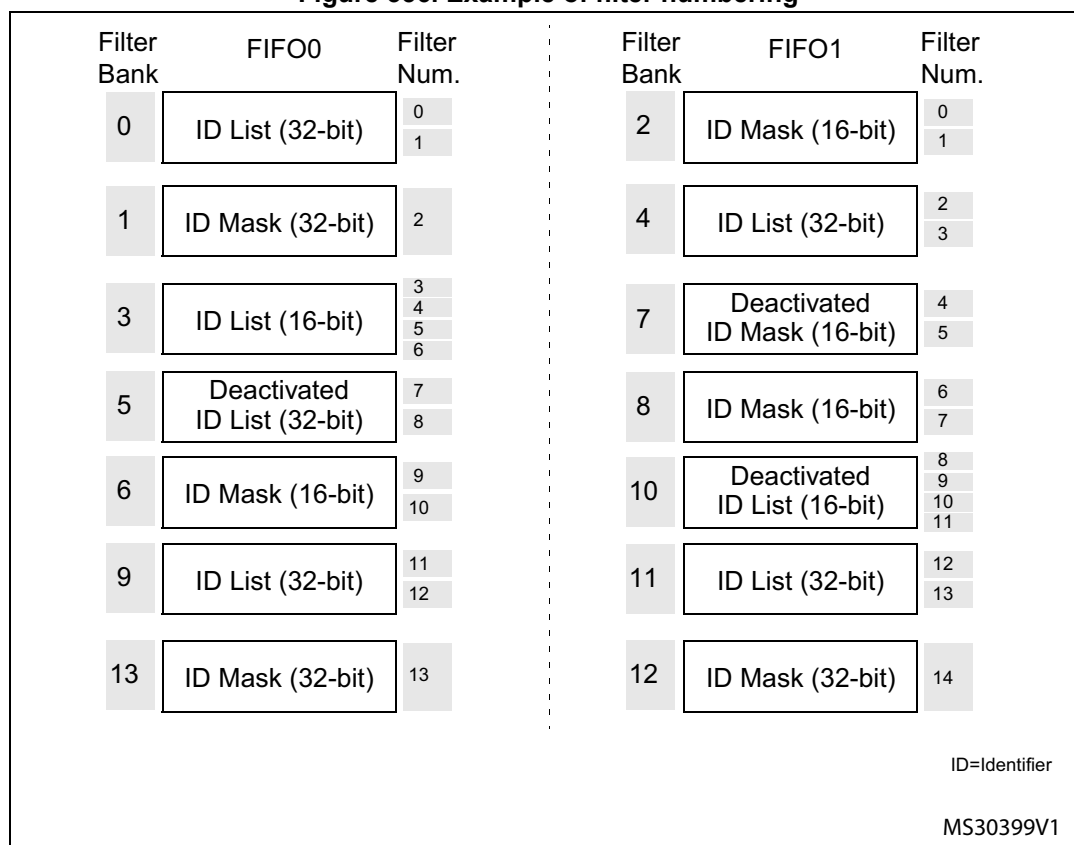 Filter Bank FIFO0 Filter Num.
0 ID List (32-bit) 0 1
1 ID Mask (32-bit) 2
3 ID List (16-bit) 3 4 5 6
5 Deactivated ID List (32-bit) 7 8
6 ID Mask (16-bit) 9 10
9 ID List (32-bit) 11 12
13 ID Mask (32-bit) 13
Filter Bank FIFO1 Filter Num.
2 ID Mask (16-bit) 0 1
4 ID List (32-bit) 2 3
7 Deactivated ID Mask (16-bit) 4 5
8 ID Mask (16-bit) 6 7
10 Deactivated ID List (16-bit) 8 9 10 11
11 ID List (32-bit) 12 13
12 ID Mask (32-bit) 14
ID=Identifier
MS30399V1